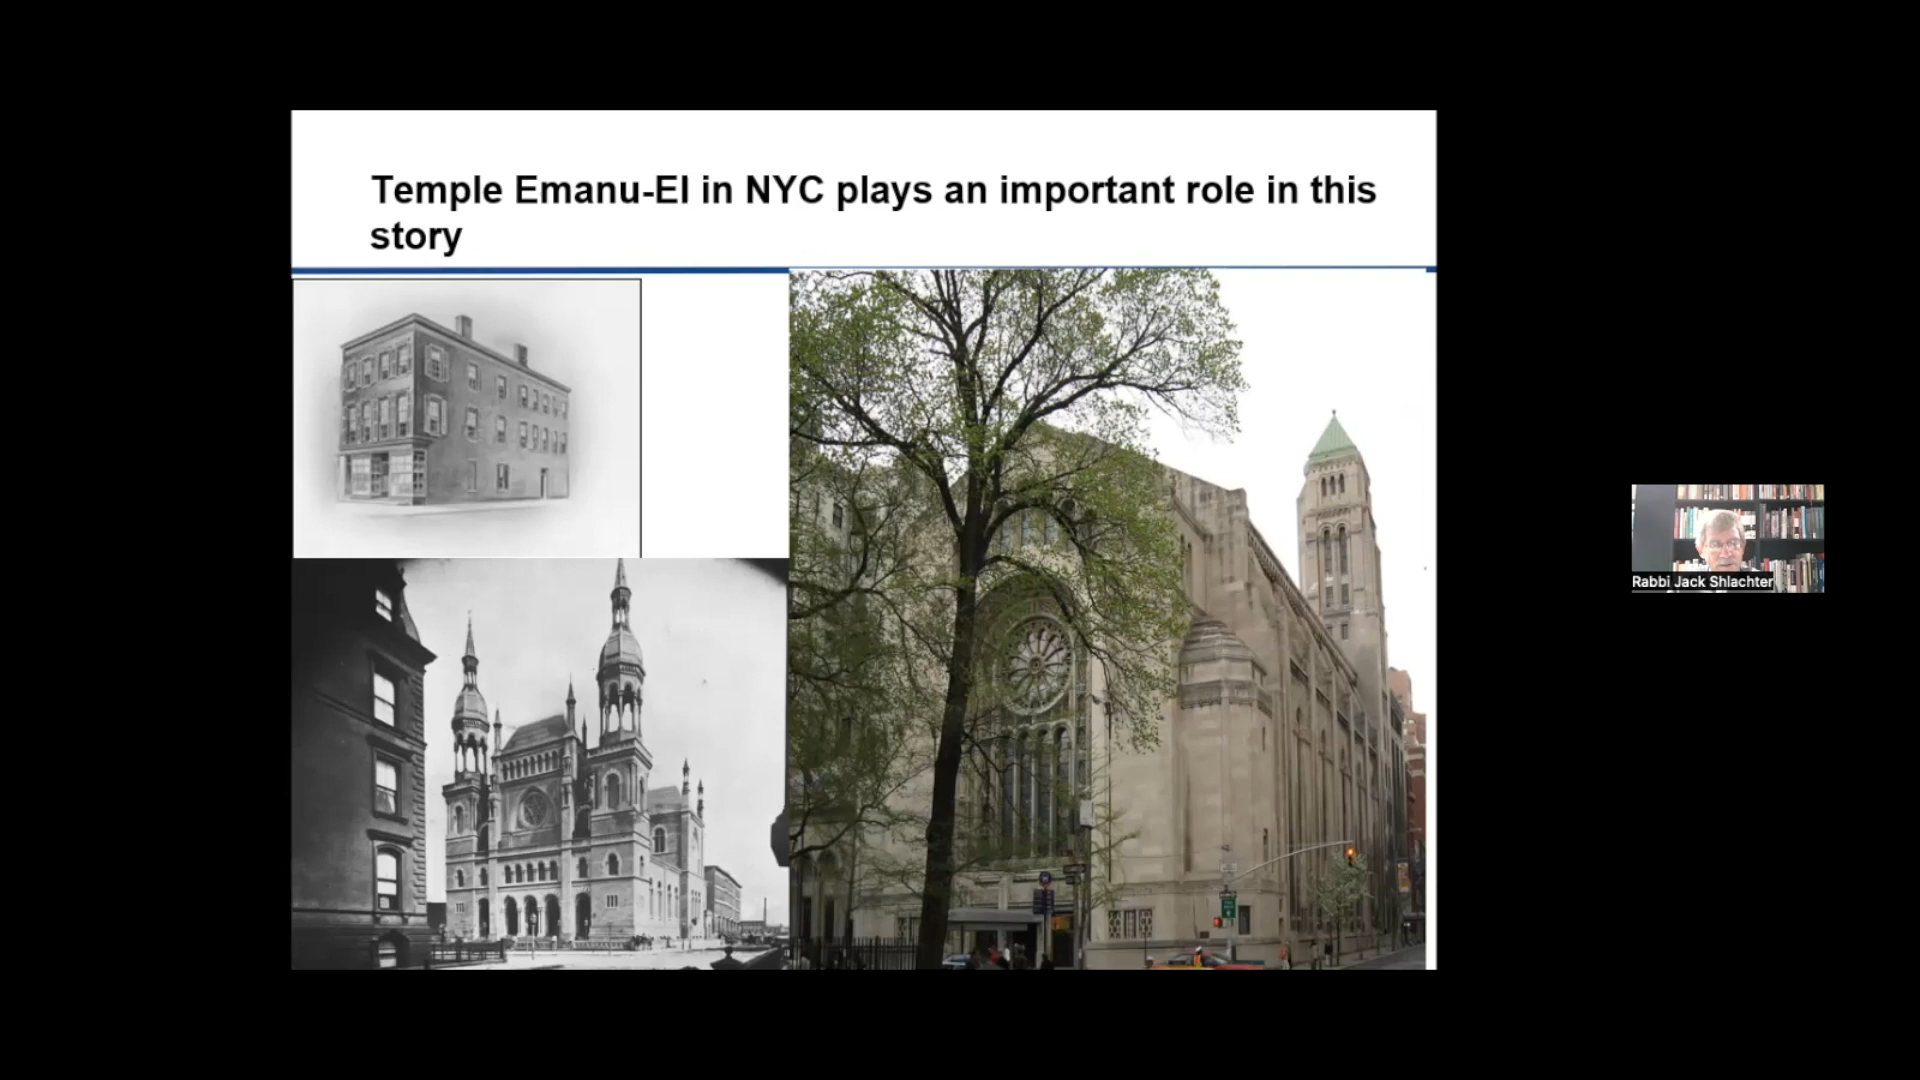 Temple Emanu-El in NYC plays an important role in this
story
Rabbi Jack Shlachter